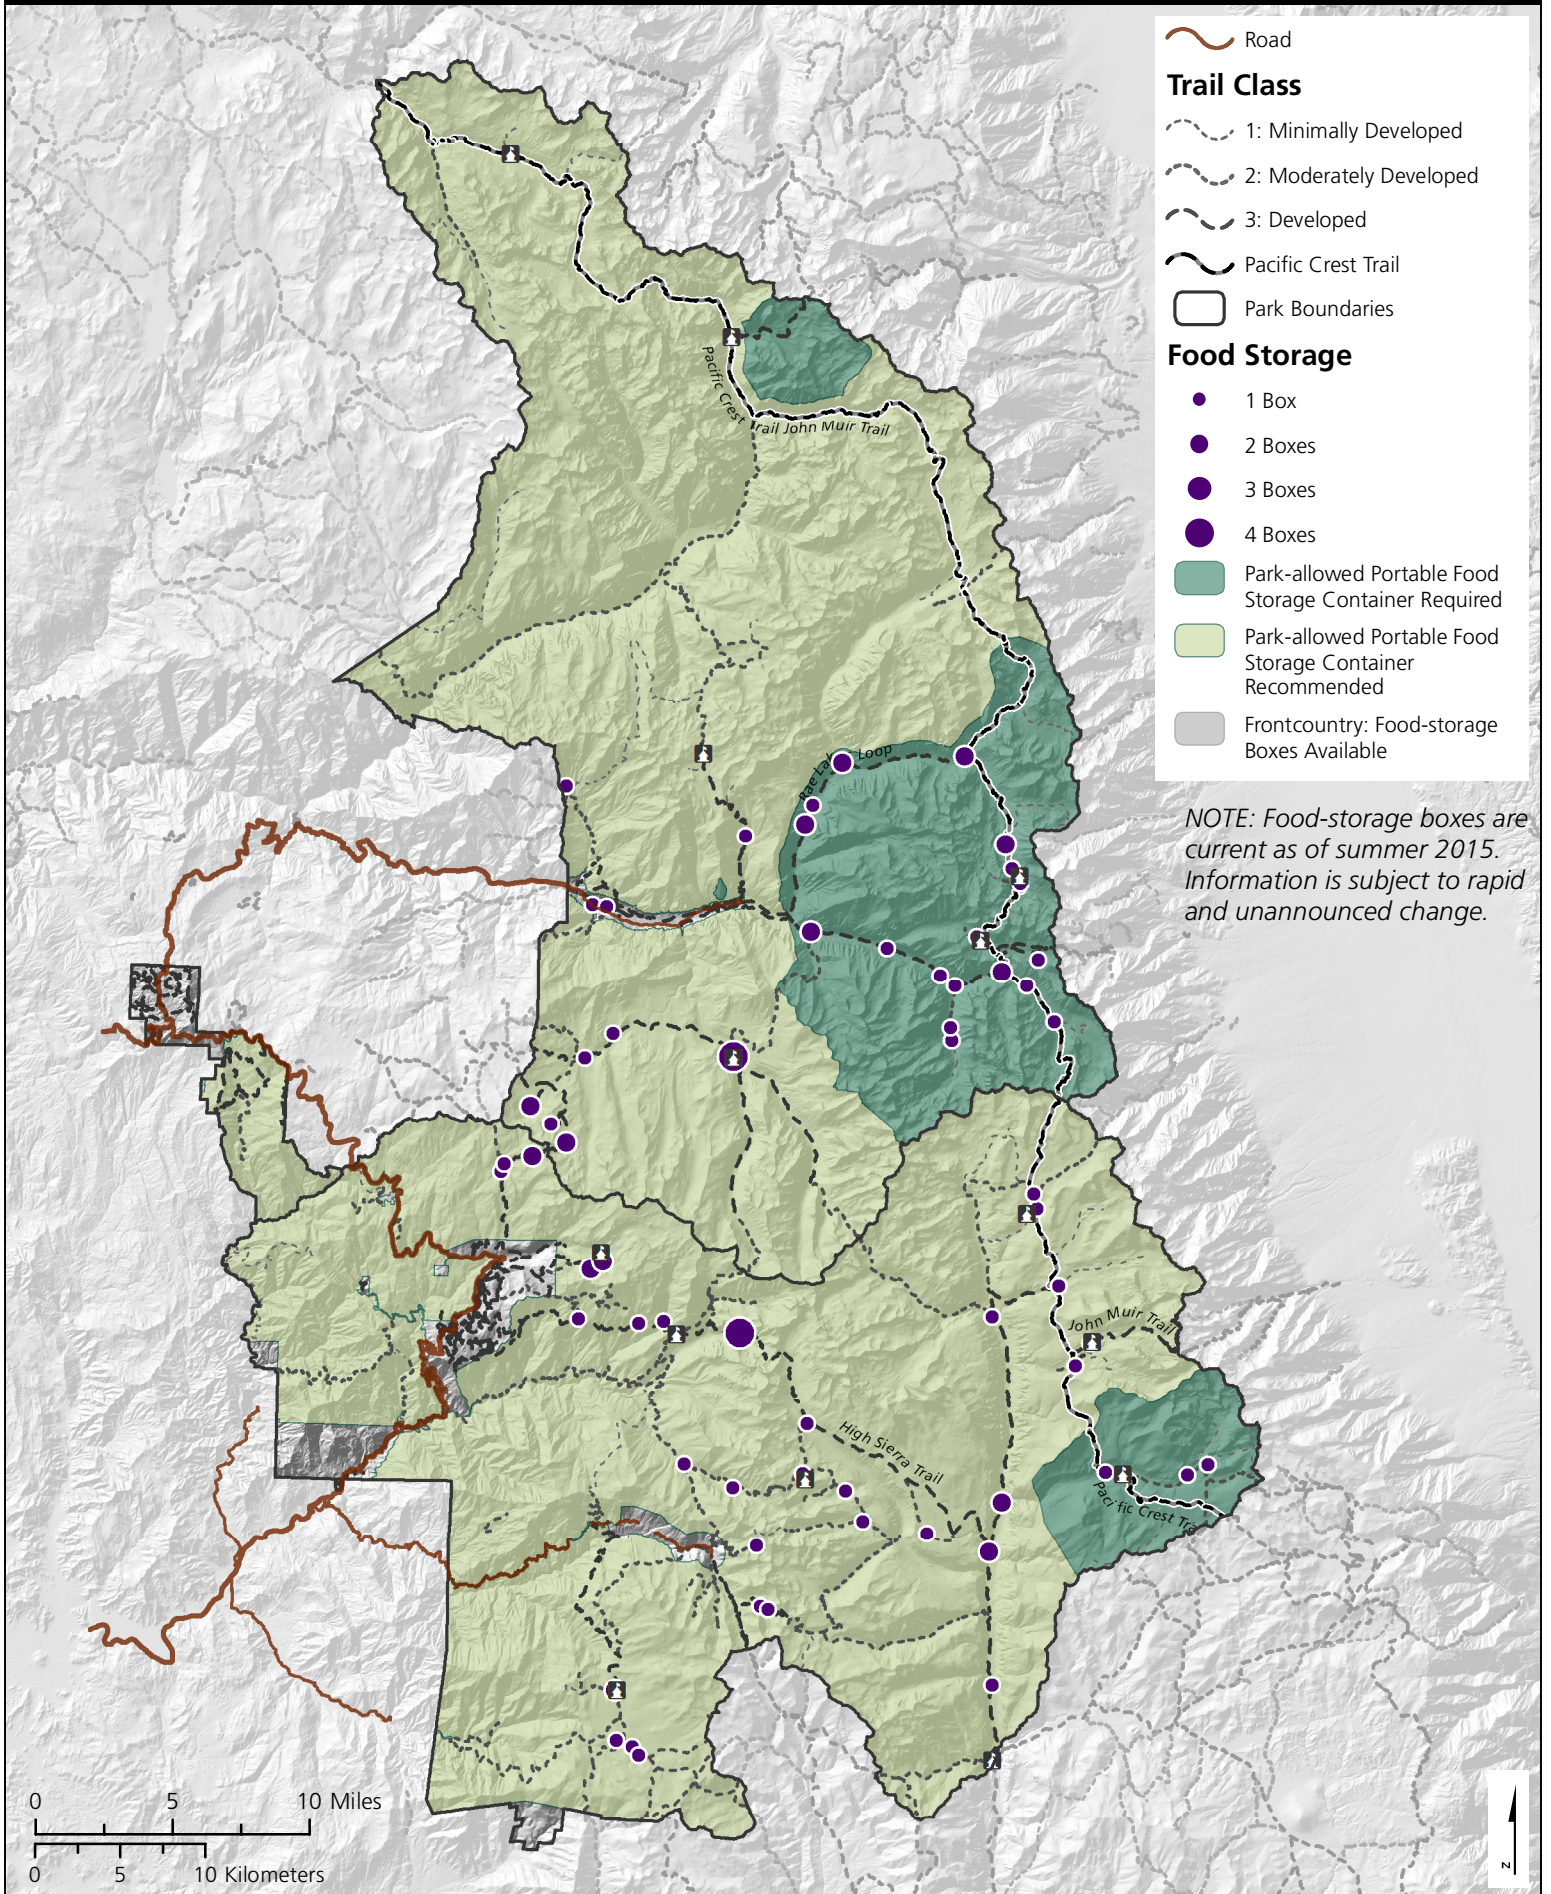 Road
Trail Class
1: Minimally Developed
2: Moderately Developed
3: Developed
Pacific Crest Trail
Park Boundaries
Food Storage
1 Box
2 Boxes
3 Boxes
4 Boxes
Park-allowed Portable Food
Storage Container Required
Park-allowed Portable Food
Storage Container
Recommended
Frontcountry: Food-storage
Boxes Available
NOTE: Food-storage boxes are
current as of summer 2015.
Information is subject to rapid
and unannounced change.
Pacific Crest
Trail John Muir Trail
Loop
John Muir Trail
High Sierra Trail
Pacific Crest
0 5 10 Miles
0 5 10 Kilometers
N